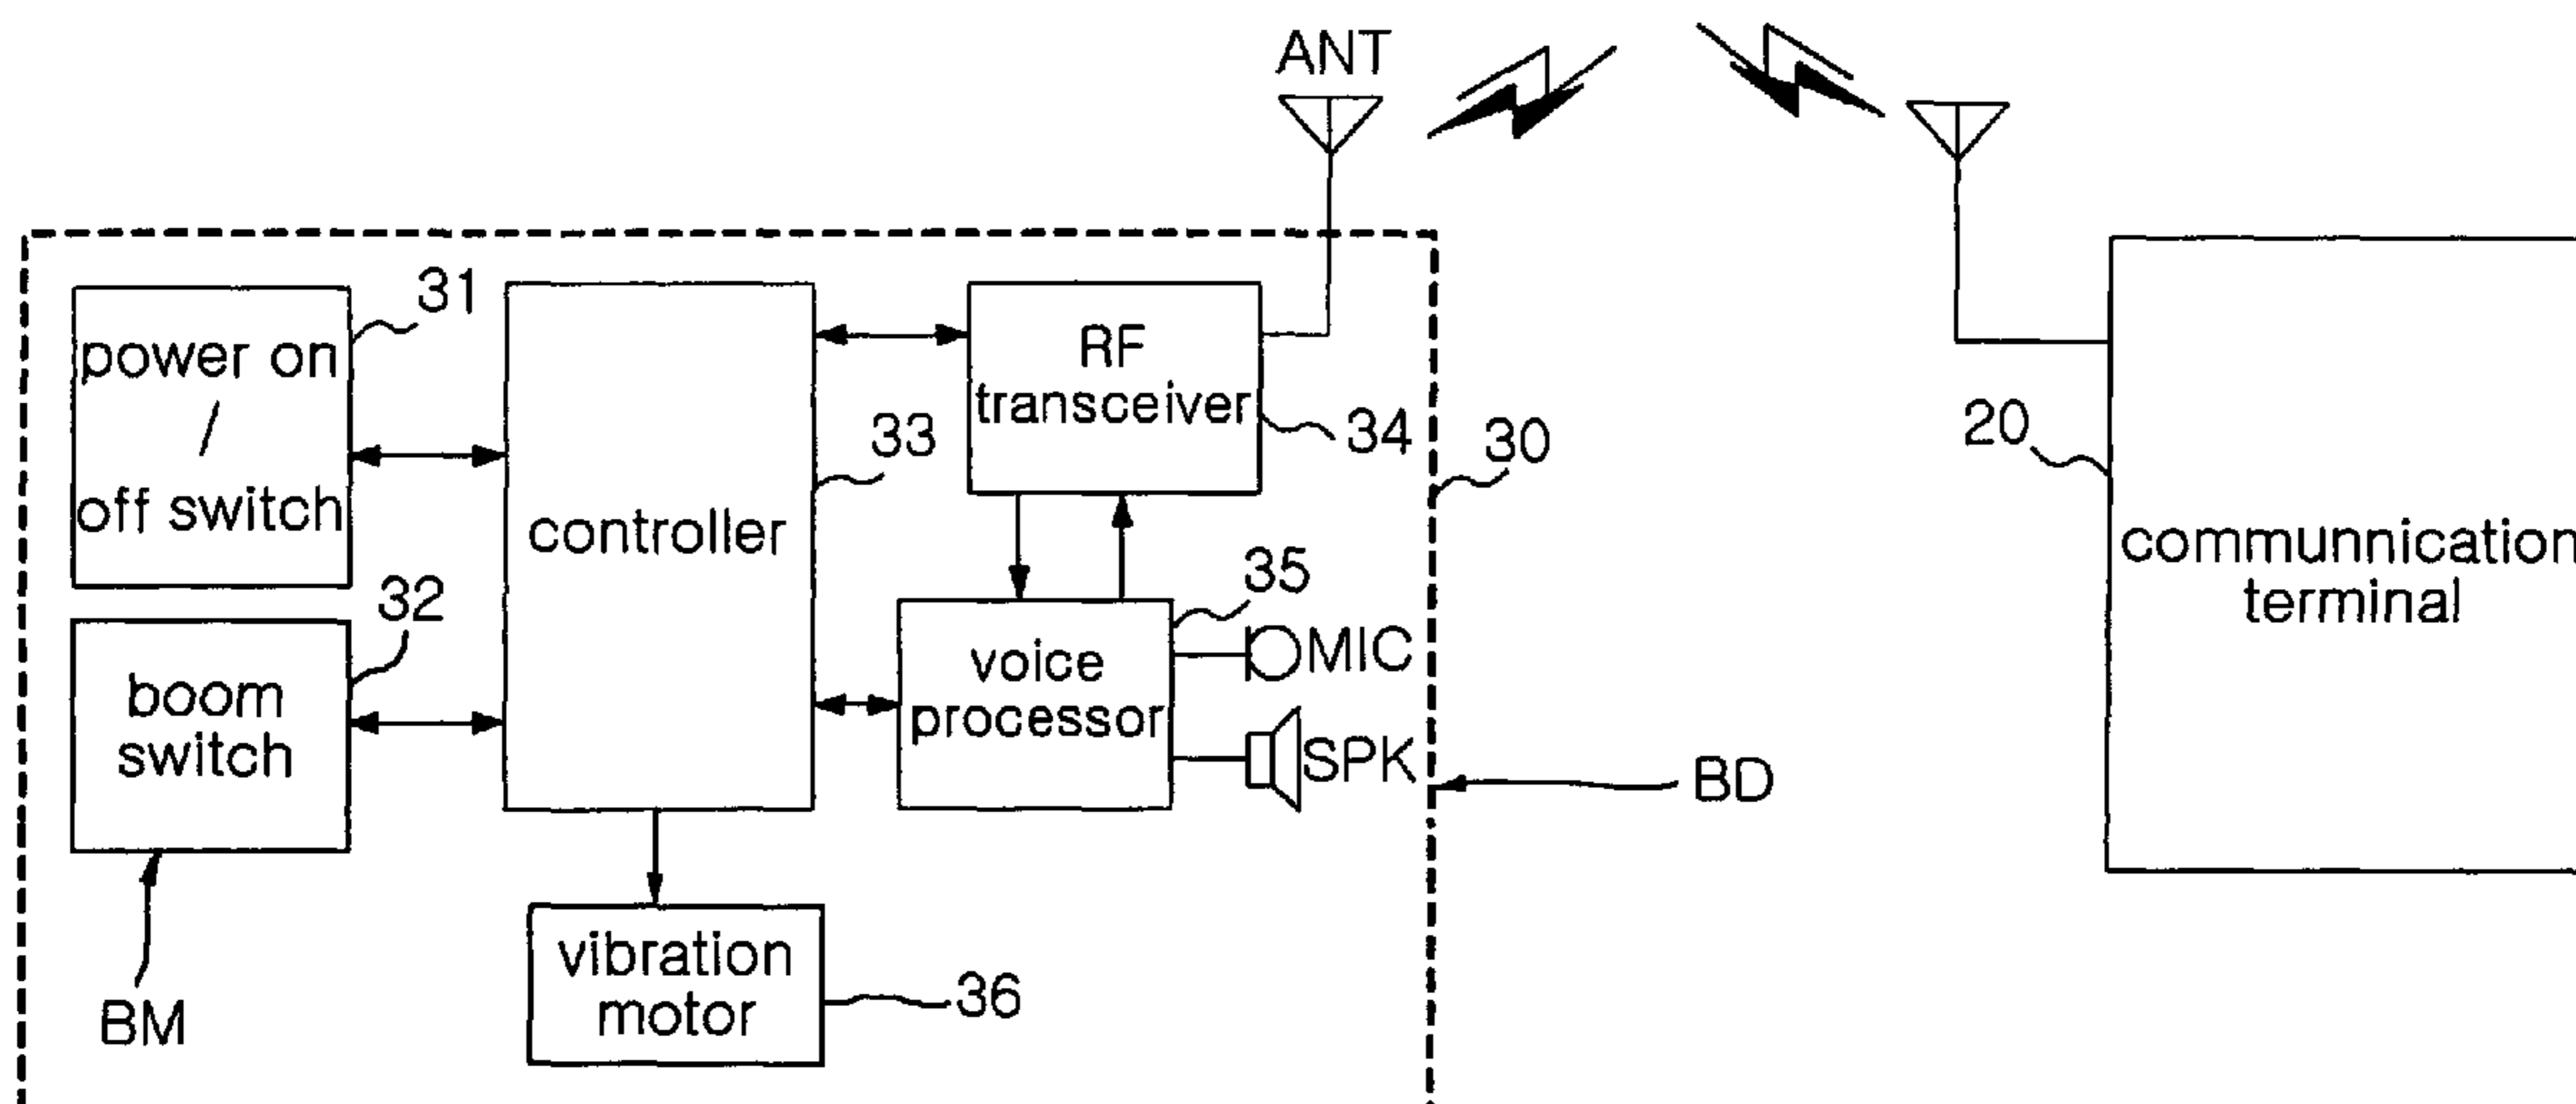 ANT
31
power on
/
off switch
32
boom
switch
BM
controller
33
RF
transceiver
34
30
35
voice
processor
MIC
SPK
BD
vibration
motor
36
20
communnication
terminal